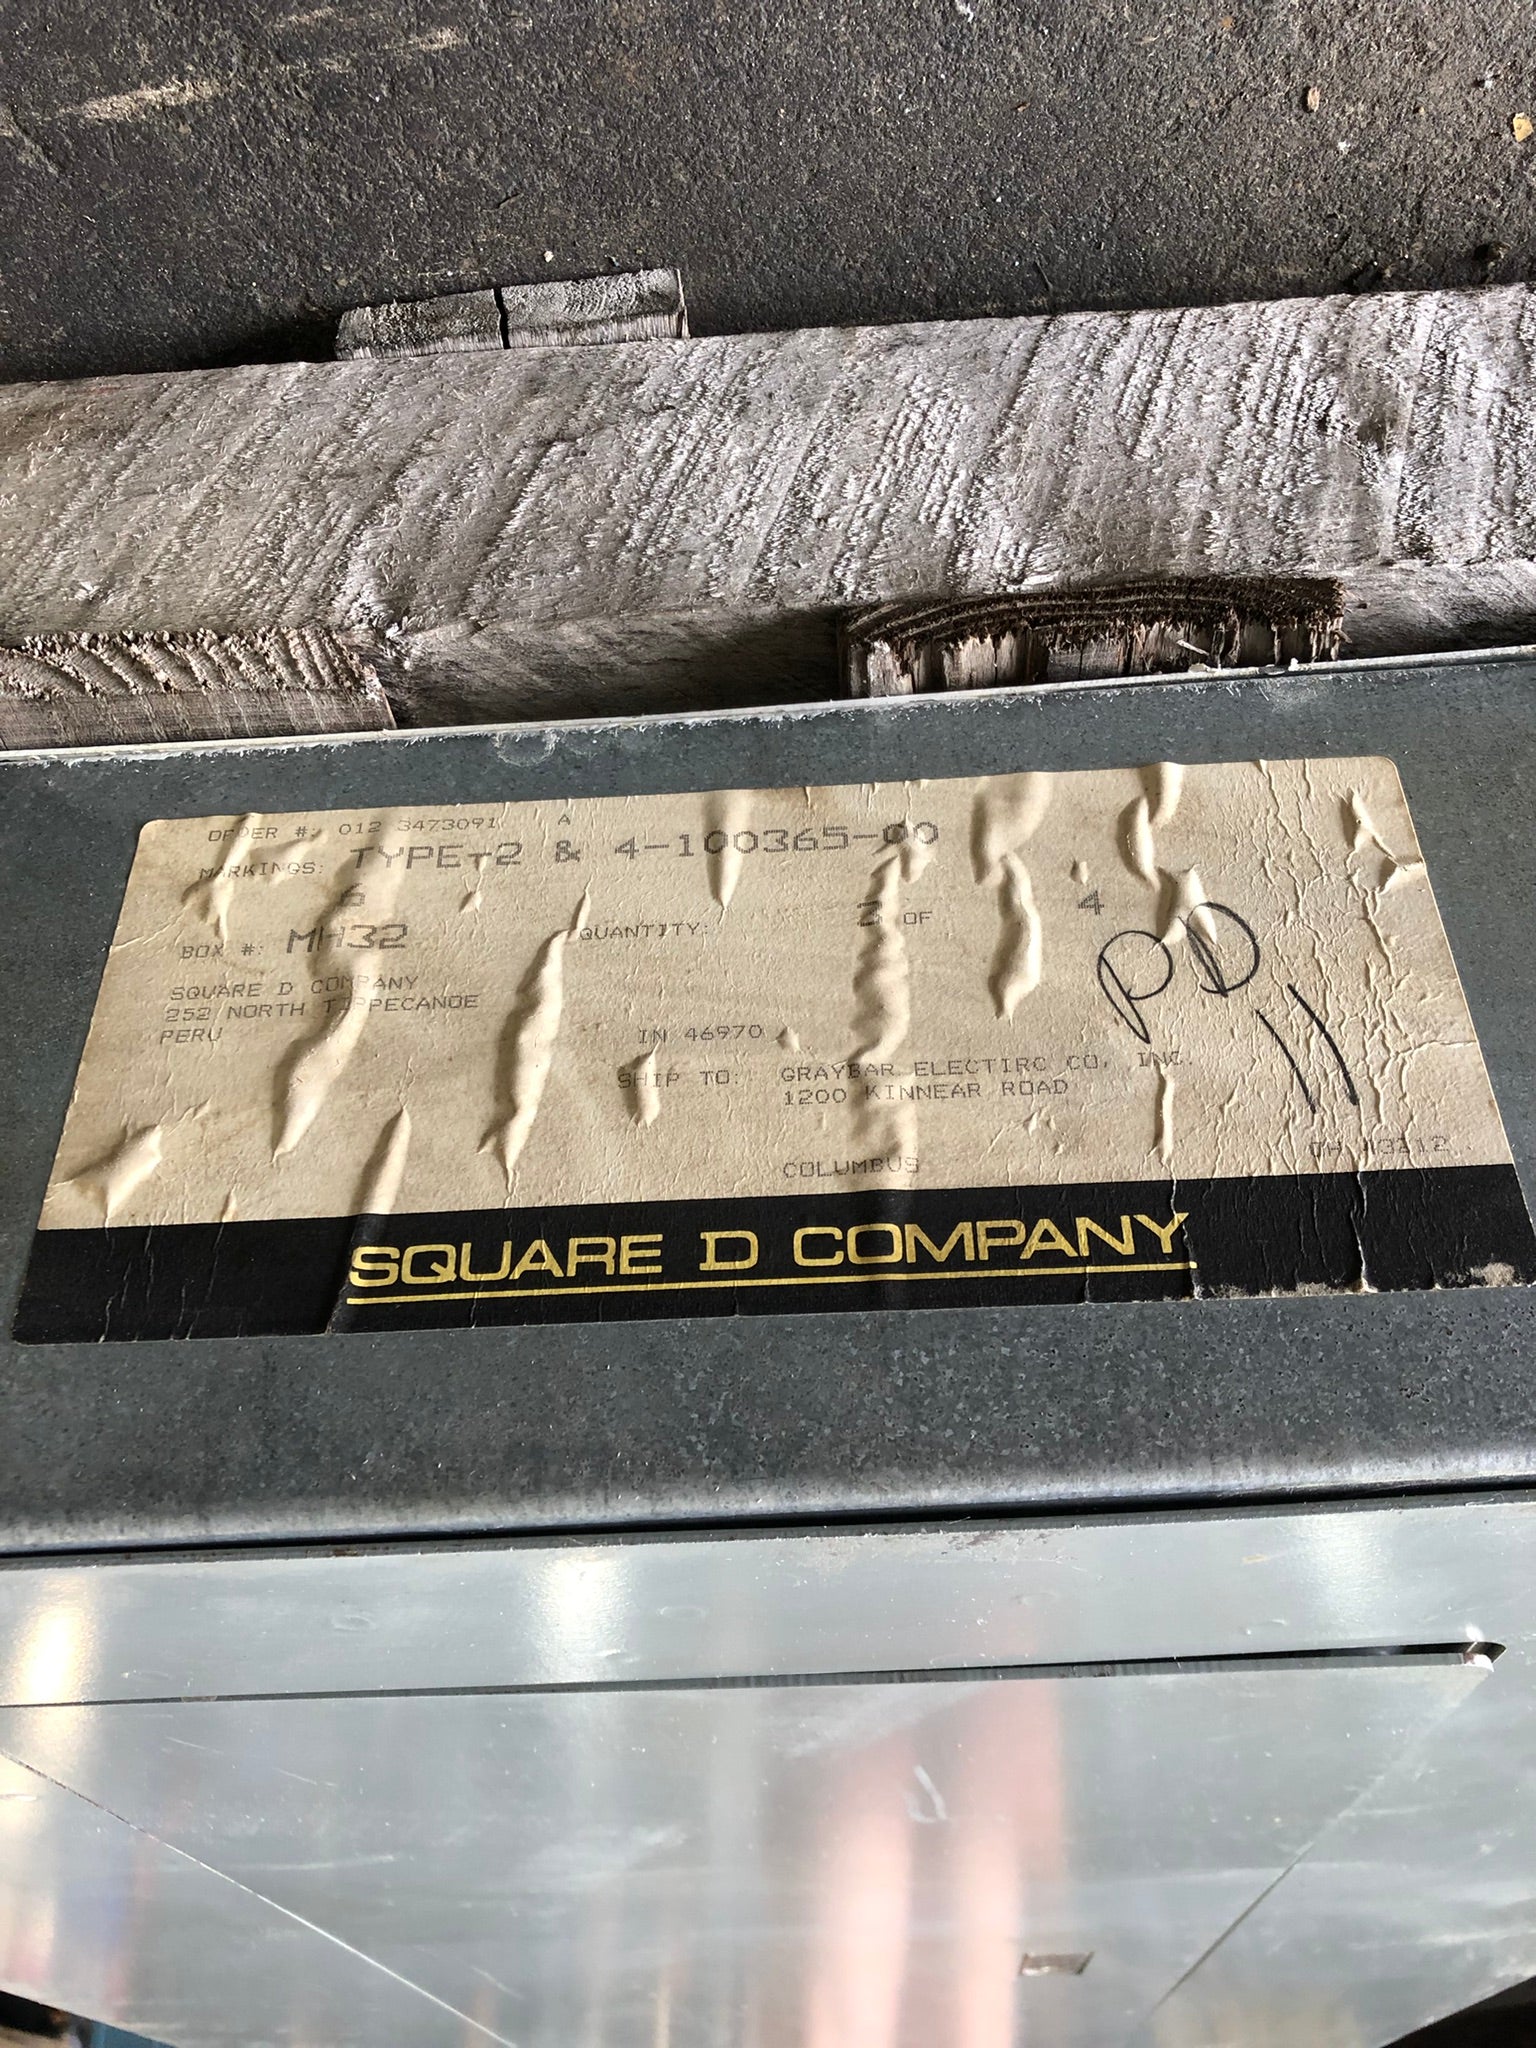 ORDER #: 012 3473091 A
MARKINGS: TYPE-2 & 4-100365-00
6
BOX #: MH32 QUANTITY: 2 OF 4
SQUARE D COMPANY
252 NORTH TIPPECANOE
PERU IN 46970
SHIP TO: GRAYBAR ELECTIRC CO, INC.
1200 KINNEAR ROAD
COLUMBUS OH 43212
PD
11
SQUARE D COMPANY